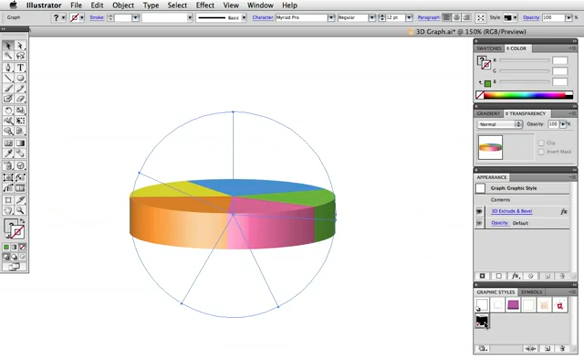 Illustrator File Edit Object Type Select Effect View Window Help
Graph Stroke: Basic Character: Myriad Pro Regular 12 pt Paragraph: Style: Opacity: 100
3D Graph.ai* @ 150% (RGB/Preview)
SWATCHES COLOR
R
G
B
GRADIENT TRANSPARENCY
Normal Opacity: 100
Clip
Invert Mask
APPEARANCE
Graph: Graphic Style
Contents
3D Extrude & Bevel fx
Opacity: Default
GRAPHIC STYLES SYMBOLS